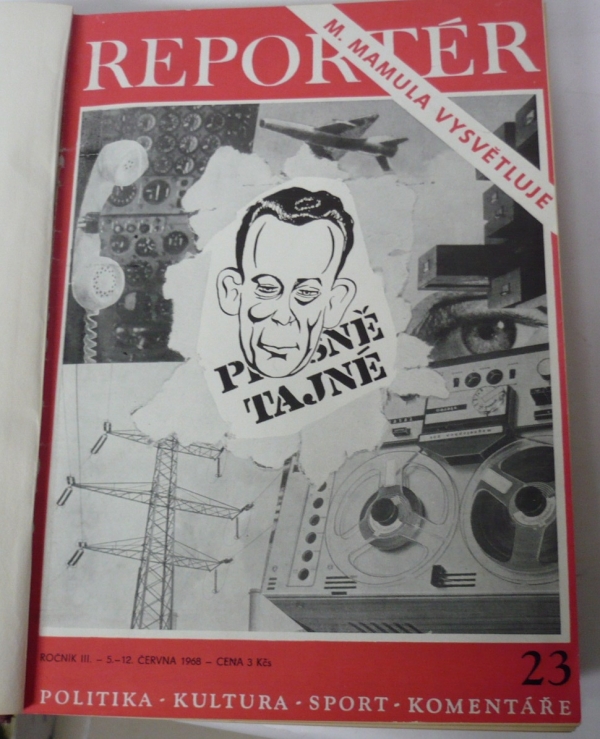 REPORTÉR
M. MAMULA VYSVĚTLUJE
TAJNÉ
ROČNÍK III. – 5.–12. ČERVNA 1968 – CENA 3 Kčs
23
POLITIKA - KULTURA - SPORT - KOMENTÁŘE